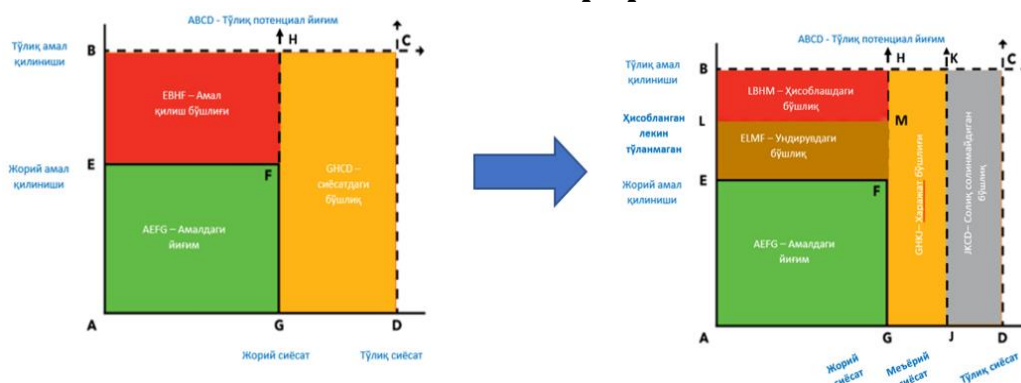 ABCD - Тўлиқ потенциал йиғим
Тўлиқ амал
қилиниши
B
H
C
EBHF – Амал
қилиш бўшлиғи
Жорий амал
қилиниши
E
F
GHCD –
сиёсатдаги
бўшлиқ
AEFG – Амалдаги
йиғим
A
G
D
Жорий сиёсат
Тўлиқ сиёсат
ABCD - Тўлиқ потенциал йиғим
Тўлиқ амал
қилиниши
B
H
K
C
LBHM – Ҳисоблашдаги
бўшлиқ
Ҳисобланган
лекин
тўланмаган
L
M
ELMF – Ундирувдаги
бўшлиқ
Жорий амал
қилиниши
E
F
GHKJ– Харажат бўшлиғи
JKCD– Солиқ солинмайдиган
бўшлиқ
AEFG – Амалдаги
йиғим
A
G
J
D
Жорий
Меъёрий
Тўлиқ сиёсат